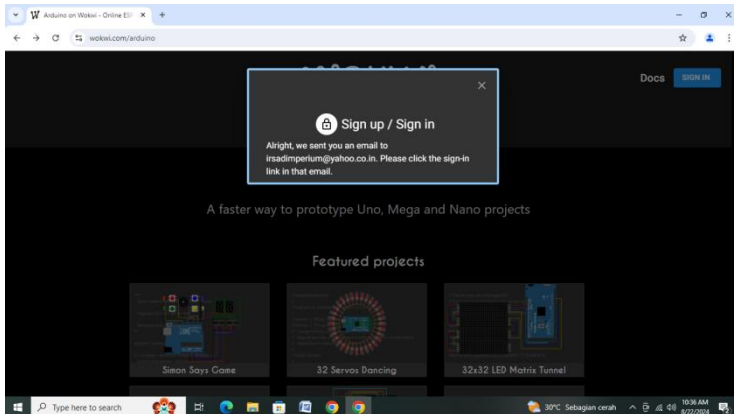 Arduino on Wokwi - Online ESP
wokwi.com/arduino
Docs
SIGN IN
Sign up / Sign in
Alright, we sent you an email to
irsadimperium@yahoo.co.in. Please click the sign-in
link in that email.
A faster way to prototype Uno, Mega and Nano projects
Featured projects
Simon Says Game
32 Servos Dancing
32x32 LED Matrix Tunnel
Type here to search
30°C Sebagian cerah
10:36 AM
8/22/2024